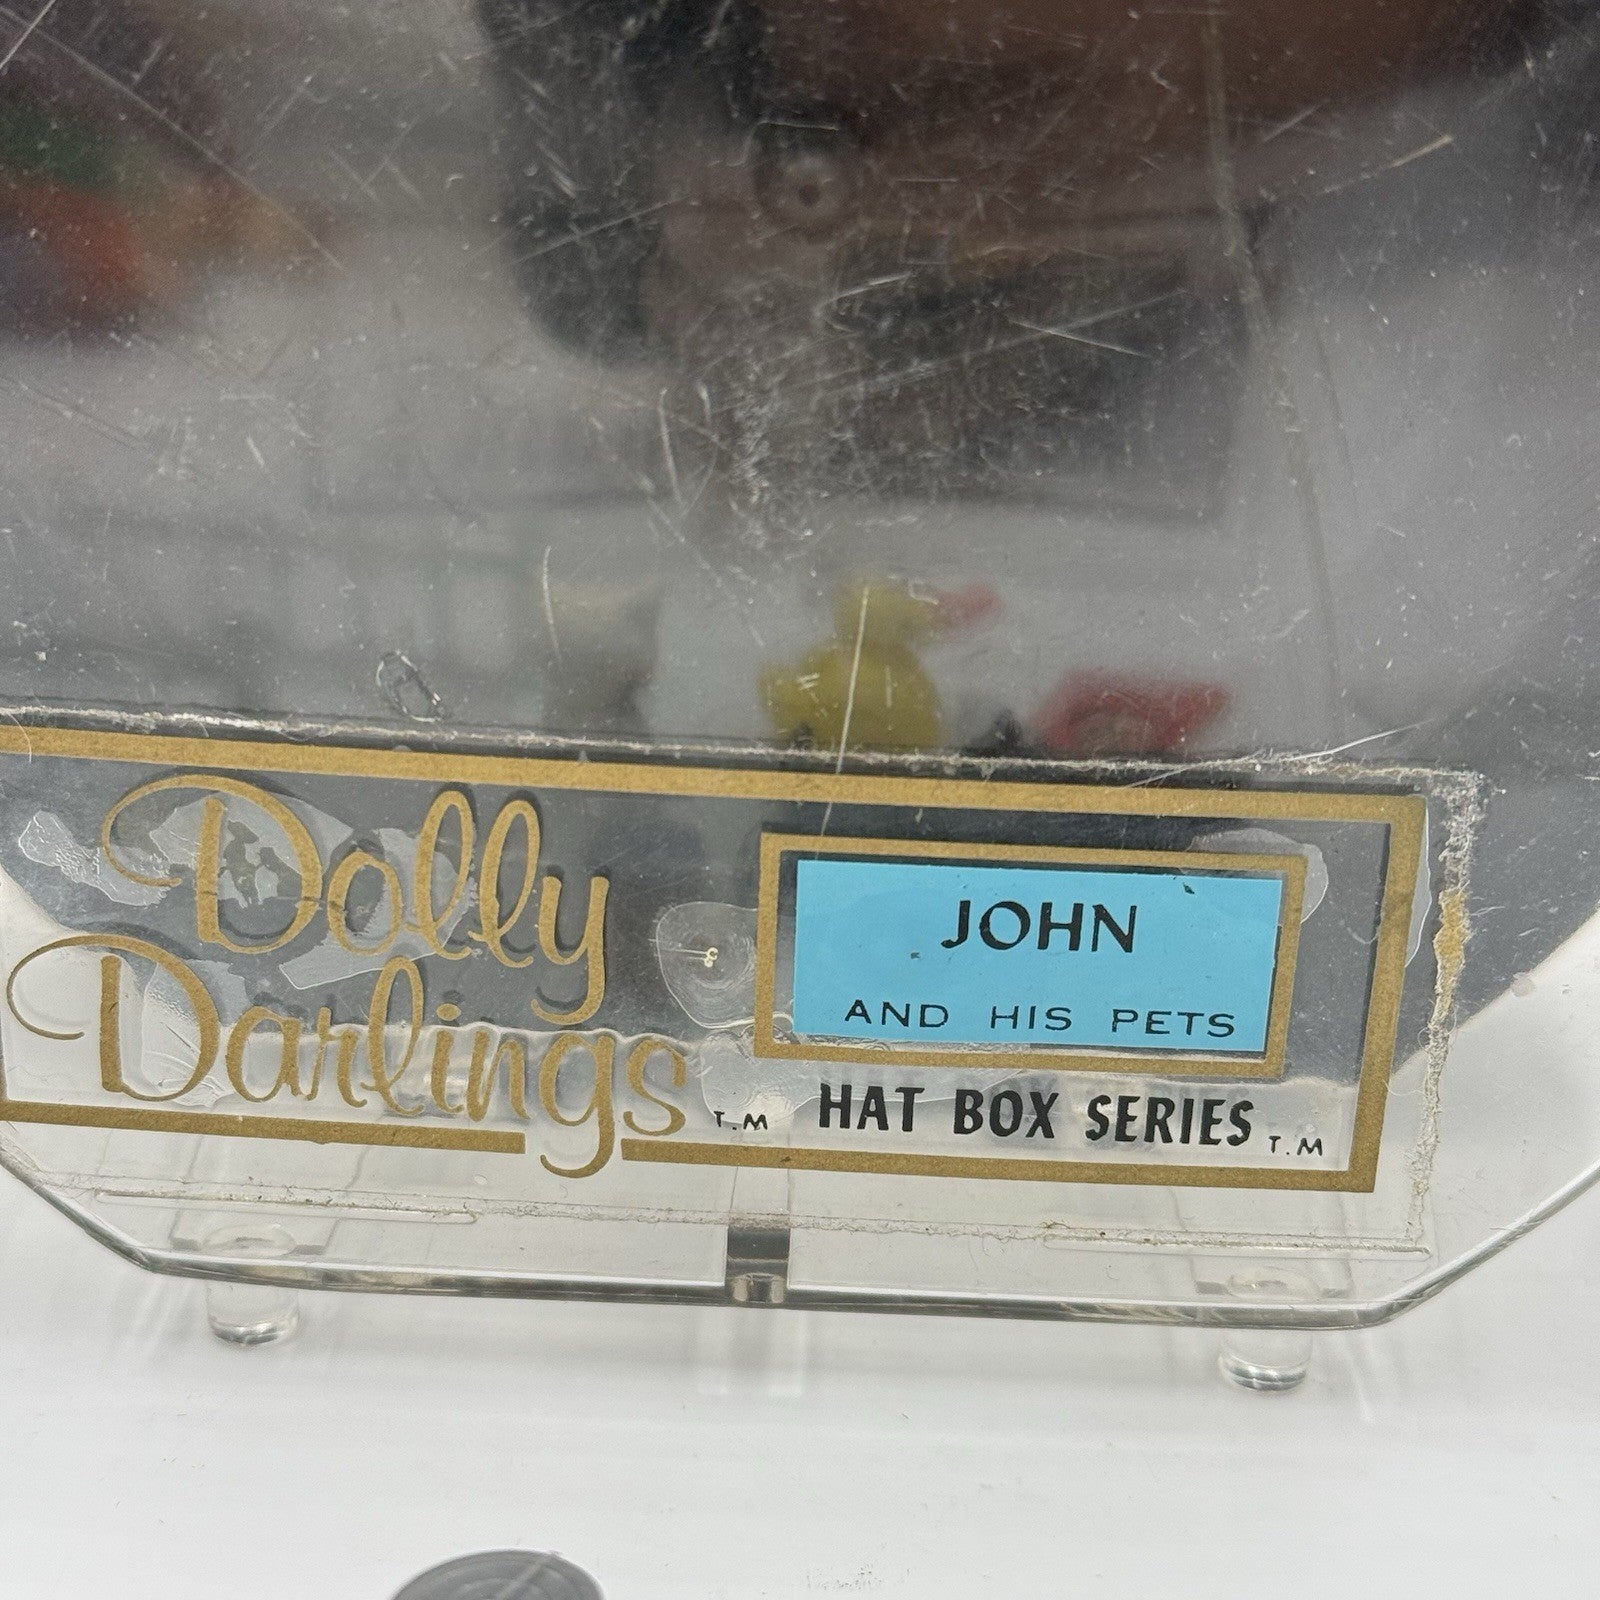 Dolly
Darlings T.M
JOHN
AND HIS PETS
HAT BOX SERIES T.M